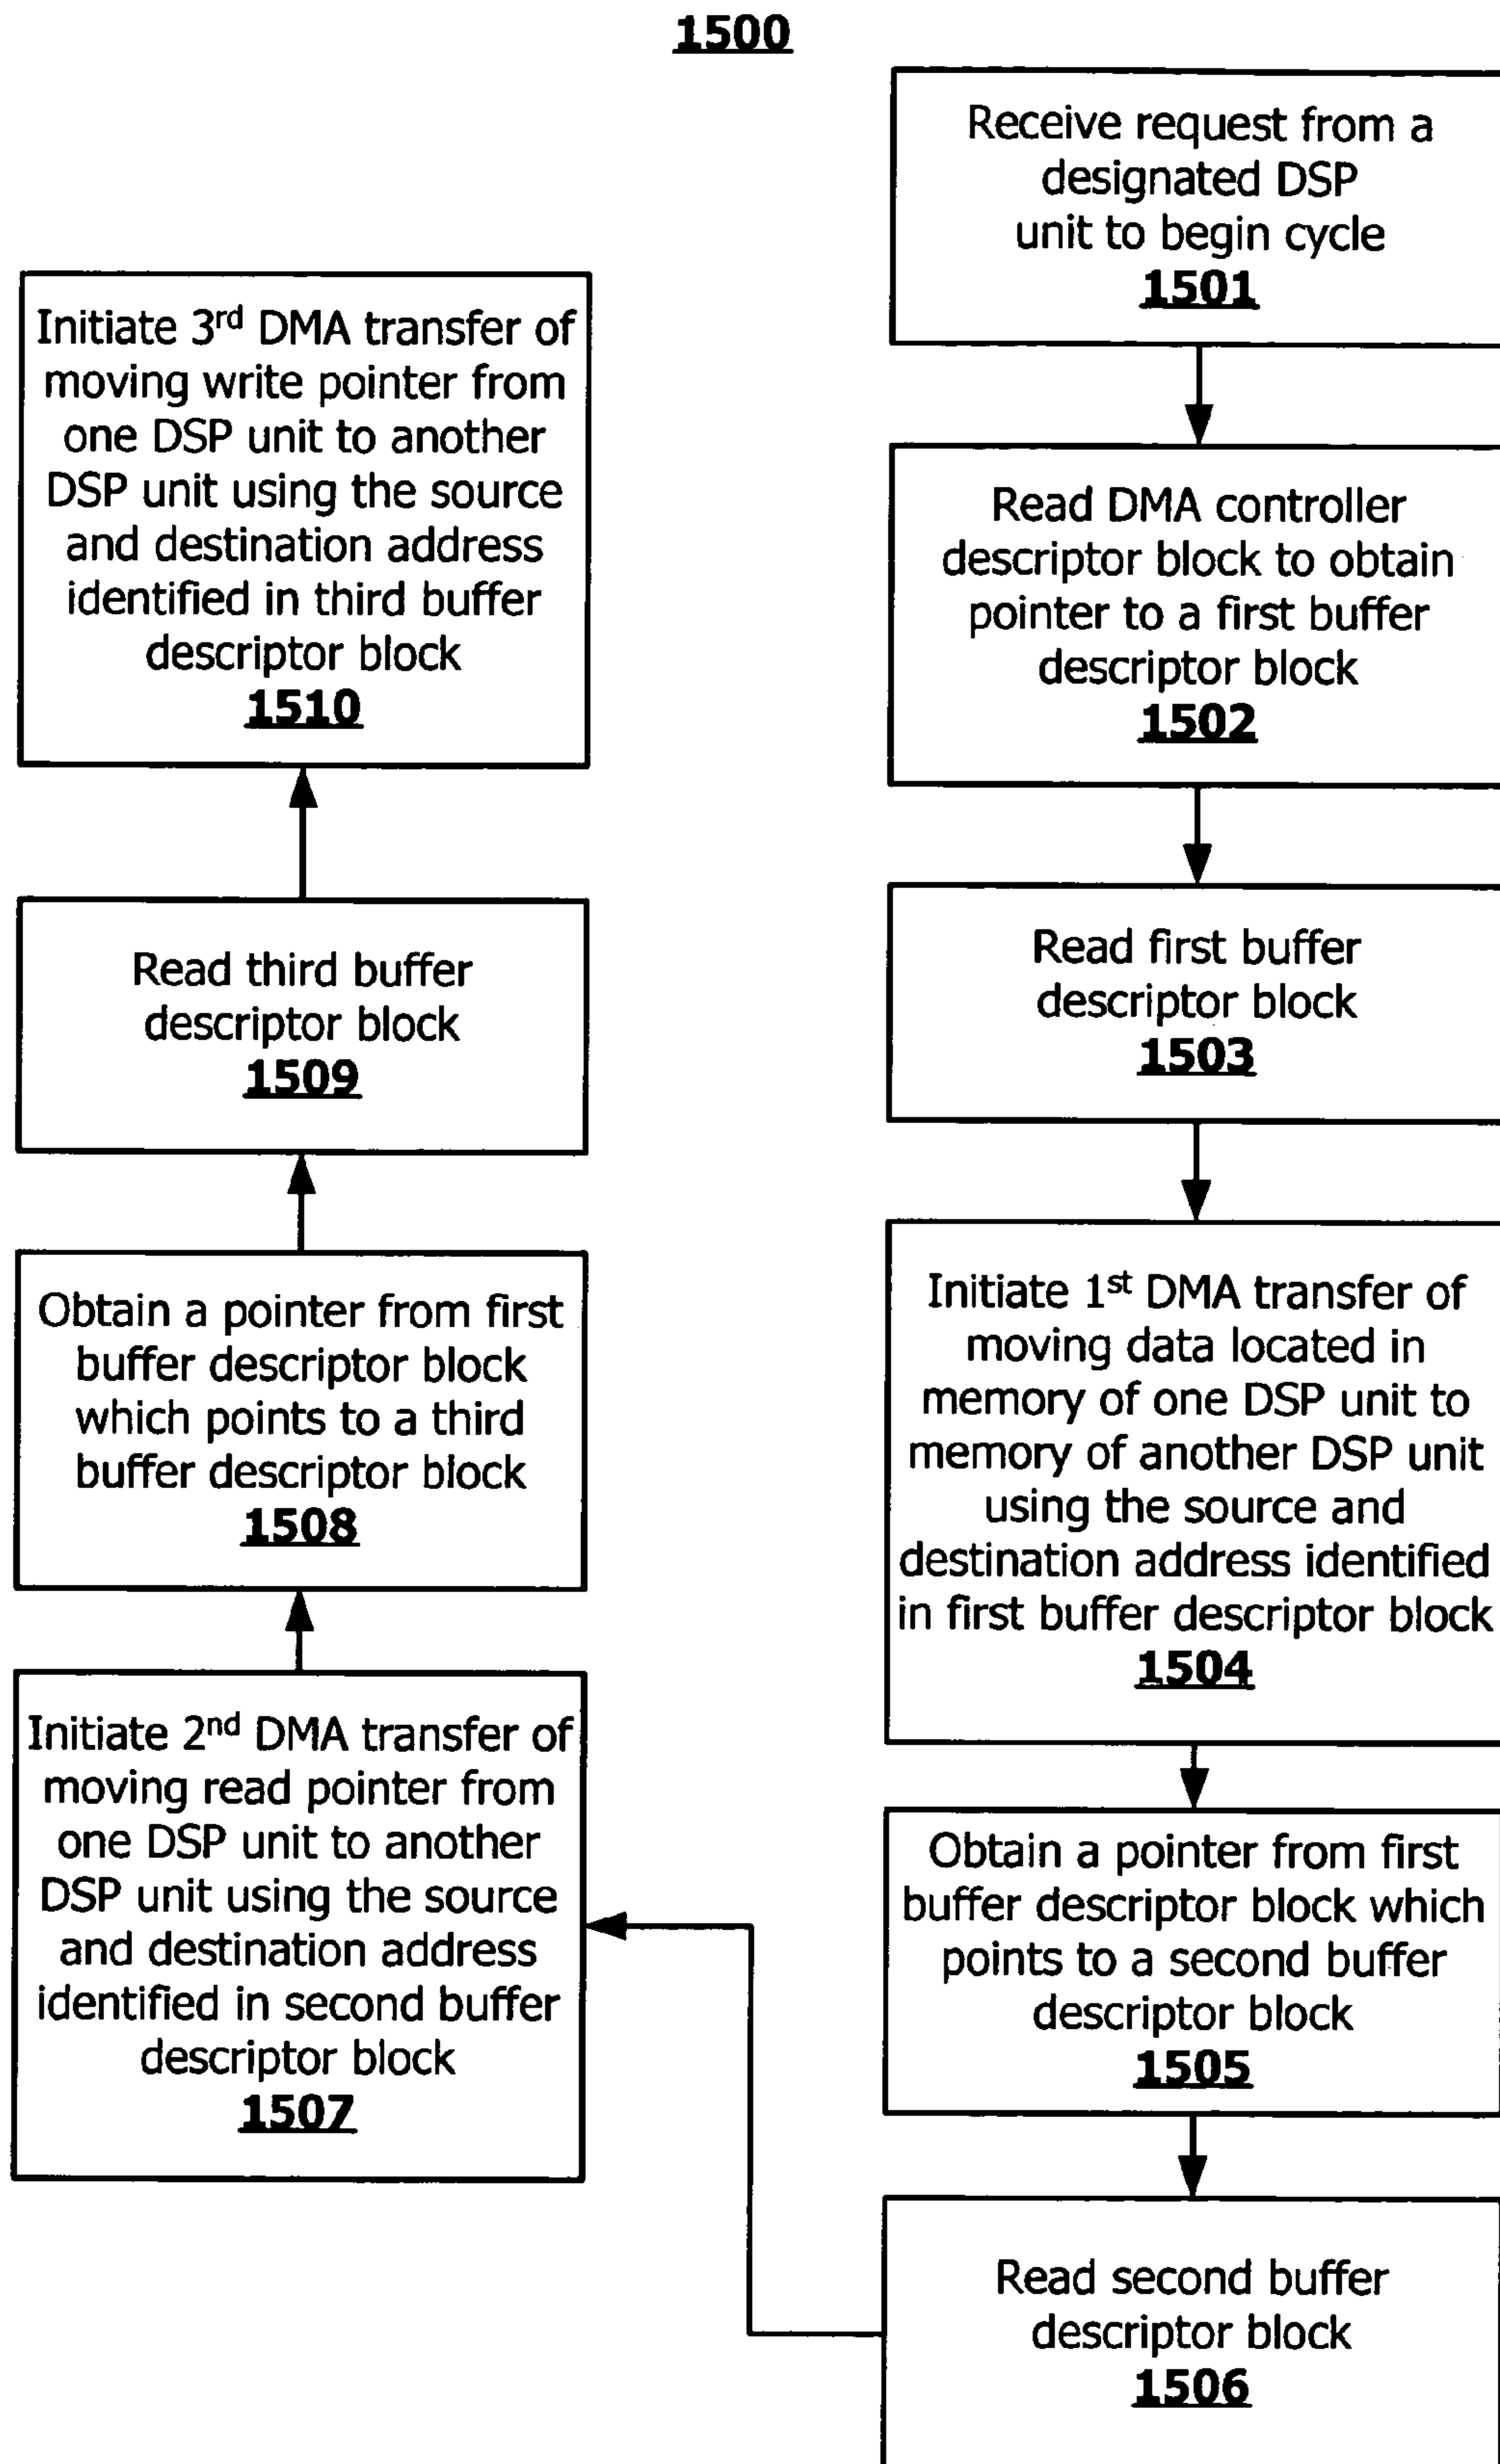 1500
Receive request from a
designated DSP
unit to begin cycle
1501
Read DMA controller
descriptor block to obtain
pointer to a first buffer
descriptor block
1502
Read first buffer
descriptor block
1503
Initiate 1st DMA transfer of
moving data located in
memory of one DSP unit to
memory of another DSP unit
using the source and
destination address identified
in first buffer descriptor block
1504
Obtain a pointer from first
buffer descriptor block which
points to a second buffer
descriptor block
1505
Read second buffer
descriptor block
1506
Initiate 2nd DMA transfer of
moving read pointer from
one DSP unit to another
DSP unit using the source
and destination address
identified in second buffer
descriptor block
1507
Obtain a pointer from first
buffer descriptor block
which points to a third
buffer descriptor block
1508
Read third buffer
descriptor block
1509
Initiate 3rd DMA transfer of
moving write pointer from
one DSP unit to another
DSP unit using the source
and destination address
identified in third buffer
descriptor block
1510